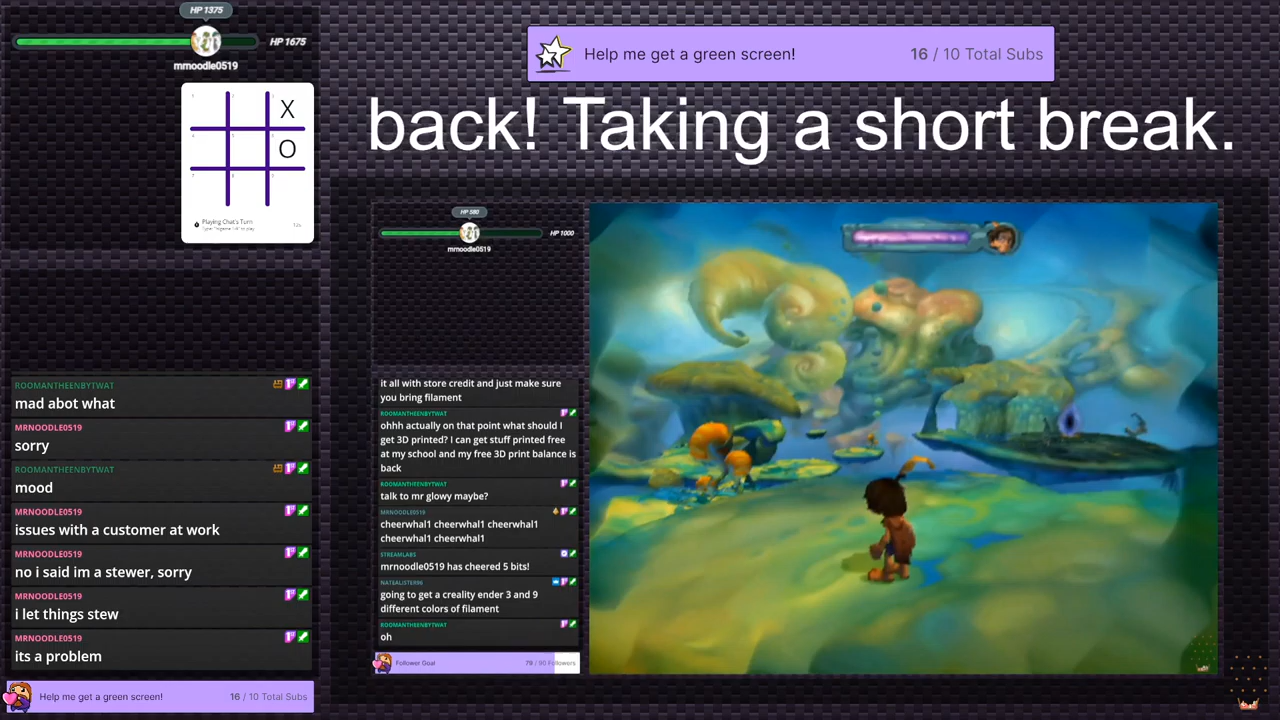 HP 1375
HP 1675
mrnoodle0519
X
O
Playing Chat's Turn
Help me get a green screen!
16 / 10 Total Subs
back! Taking a short break.
ROOMANTHEENBYTWAT
mad abot what
MRNOODLE0519
sorry
ROOMANTHEENBYTWAT
mood
MRNOODLE0519
issues with a customer at work
MRNOODLE0519
no i said im a stewer, sorry
MRNOODLE0519
i let things stew
MRNOODLE0519
its a problem
Help me get a green screen!
16 / 10 Total Subs
HP 580
HP 1000
mrnoodle0519
it all with store credit and just make sure
you bring filament
ROOMANTHEENBYTWAT
ohhh actually on that point what should I
get 3D printed? I can get stuff printed free
at my school and my free 3D print balance is
back
ROOMANTHEENBYTWAT
talk to mr glowy maybe?
MRNOODLE0519
cheerwhal1 cheerwhal1 cheerwhal1
cheerwhal1 cheerwhal1
STREAMLABS
mrnoodle0519 has cheered 5 bits!
NATEALISTER96
going to get a creality ender 3 and 9
different colors of filament
ROOMANTHEENBYTWAT
oh
Follower Goal
79 / 90 Followers